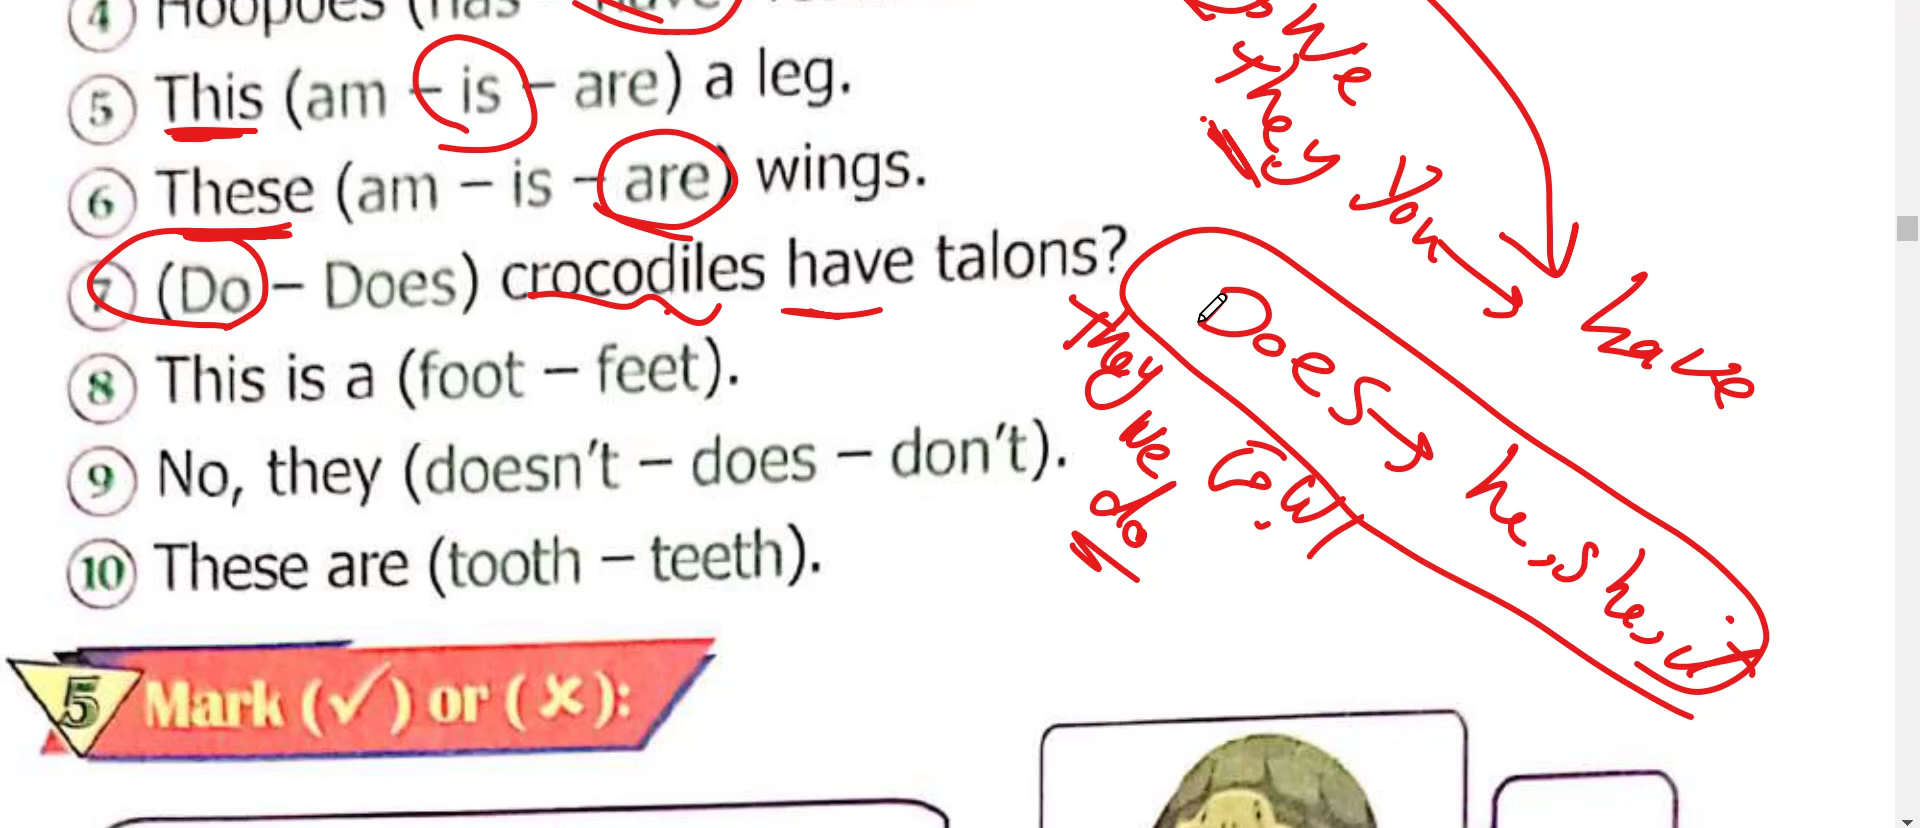 4 Hoopoes (has - have
5 This (am – is – are) a leg.
6 These (am – is – are) wings.
7 (Do – Does) crocodiles have talons?
8 This is a (foot – feet).
9 No, they (doesn't – does – don't).
10 These are (tooth – teeth).
5 Mark (✓) or (✗):
We
they
You → have
Does → he, she, it
they
we
do